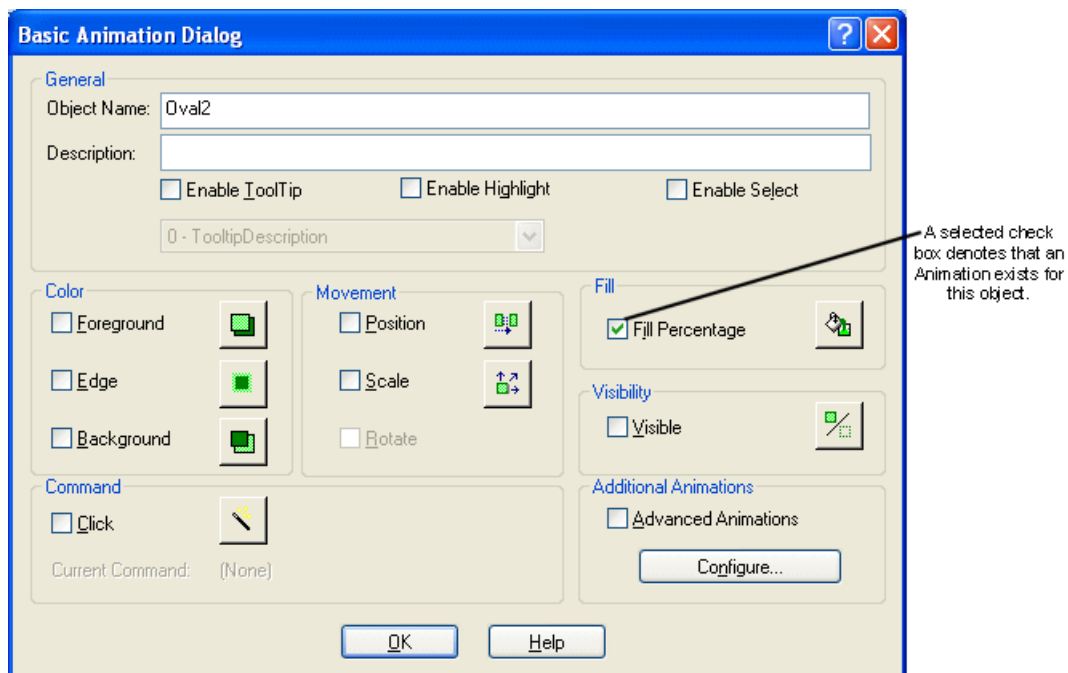 Basic Animation Dialog
General
Object Name: Oval2
Description:
Enable ToolTip
Enable Highlight
Enable Select
0 - TooltipDescription
A selected check
box denotes that an
Animation exists for
this object.
Color
Foreground
Edge
Background
Movement
Position
Scale
Rotate
Fill
Fill Percentage
Visibility
Visible
Command
Click
Current Command: (None)
Additional Animations
Advanced Animations
Configure...
OK
Help